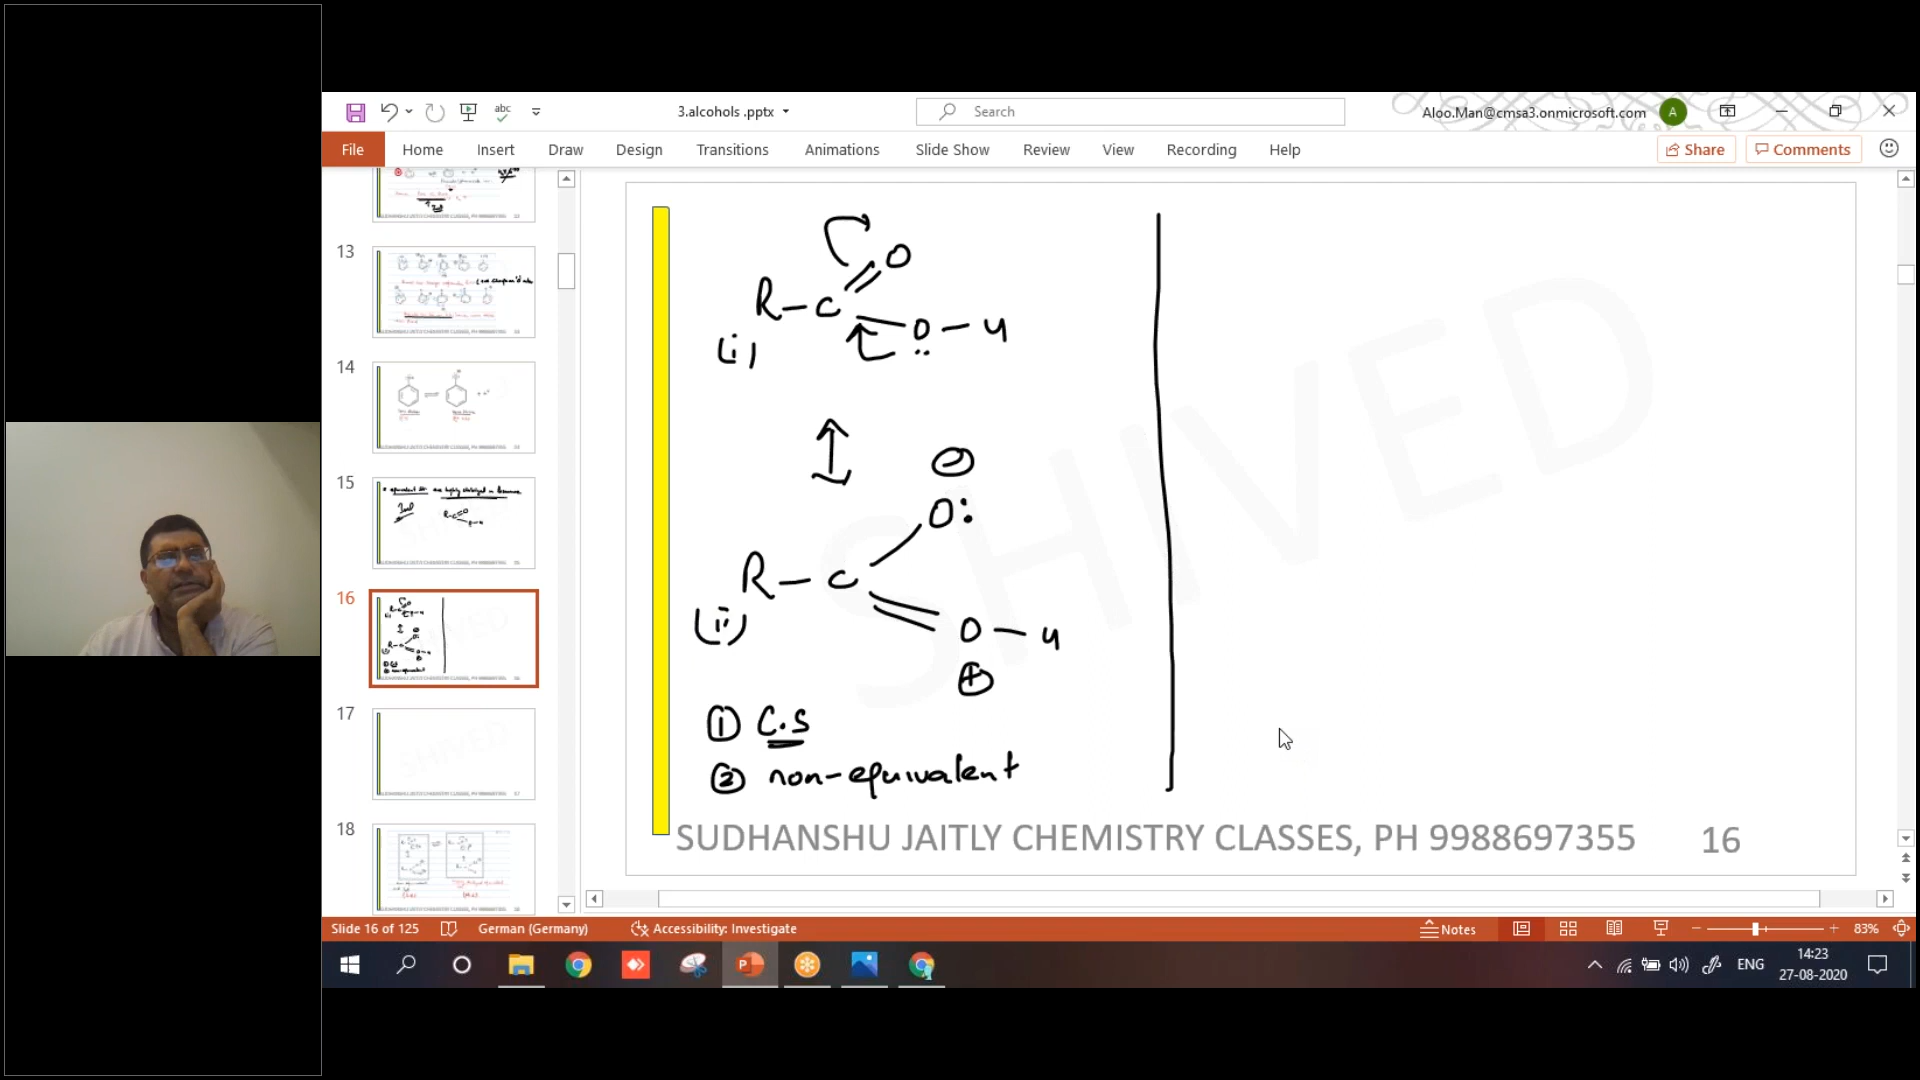 abc
3.alcohols .pptx
Search
Aloo.Man@cmsa3.onmicrosoft.com
A
File
Home
Insert
Draw
Design
Transitions
Animations
Slide Show
Review
View
Recording
Help
Share
Comments
13
14
15
16
17
18
O
R-C
O-H
(i)
⊖
O:
R-C
(ii)
O-H
⊕
① C.S
② non-equivalent
SHIVED
SUDHANSHU JAITLY CHEMISTRY CLASSES, PH 9988697355
16
Slide 16 of 125
German (Germany)
Accessibility: Investigate
Notes
83%
ENG
14:23
27-08-2020